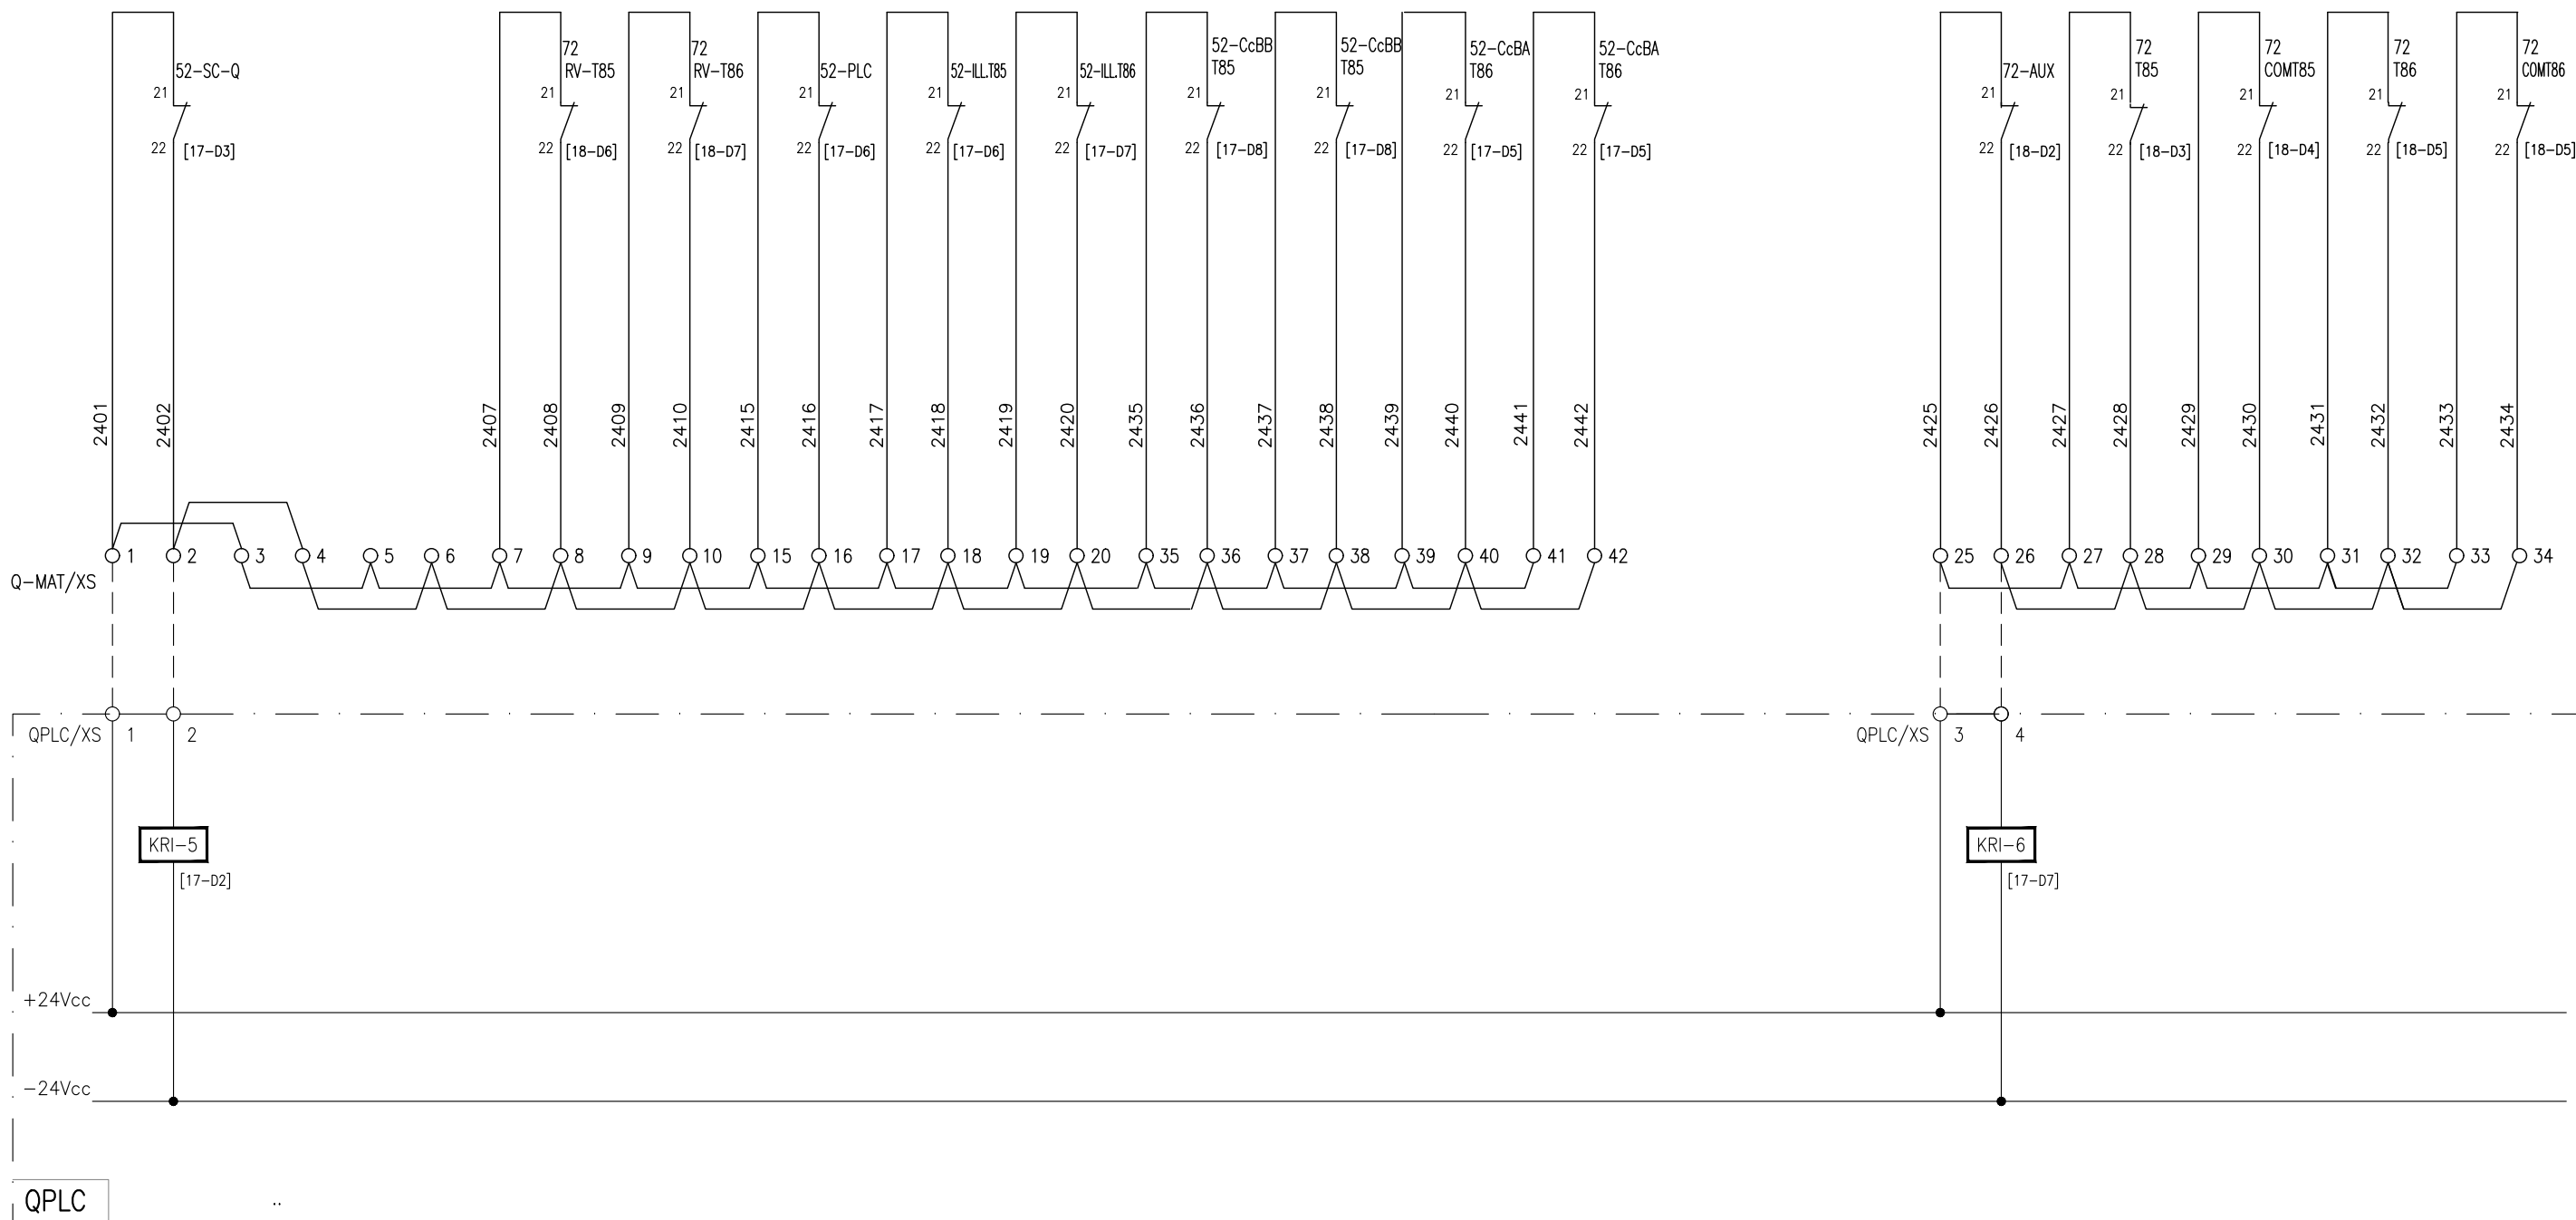 52-SC-Q
21
22 [17-D3]
72
RV-T85
21
22 [18-D6]
72
RV-T86
21
22 [18-D7]
52-PLC
21
22 [17-D6]
52-ILL.T85
21
22 [17-D6]
52-ILL.T86
21
22 [17-D7]
52-CcBB
T85
21
22 [17-D8]
52-CcBB
T85
21
22 [17-D8]
52-CcBA
T86
21
22 [17-D5]
52-CcBA
T86
21
22 [17-D5]
72-AUX
21
22 [18-D2]
72
T85
21
22 [18-D3]
72
COMT85
21
22 [18-D4]
72
T86
21
22 [18-D5]
72
COMT86
21
22 [18-D5]
2401
2402
2407
2408
2409
2410
2415
2416
2417
2418
2419
2420
2435
2436
2437
2438
2439
2440
2441
2442
2425
2426
2427
2428
2429
2430
2431
2432
2433
2434
1 2 3 4 5 6 7 8 9 10 15 16 17 18 19 20 35 36 37 38 39 40 41 42 25 26 27 28 29 30 31 32 33 34
Q-MAT/XS
QPLC/XS 1 2
QPLC/XS 3 4
KRI-5
[17-D2]
KRI-6
[17-D7]
+24Vcc
-24Vcc
QPLC
..